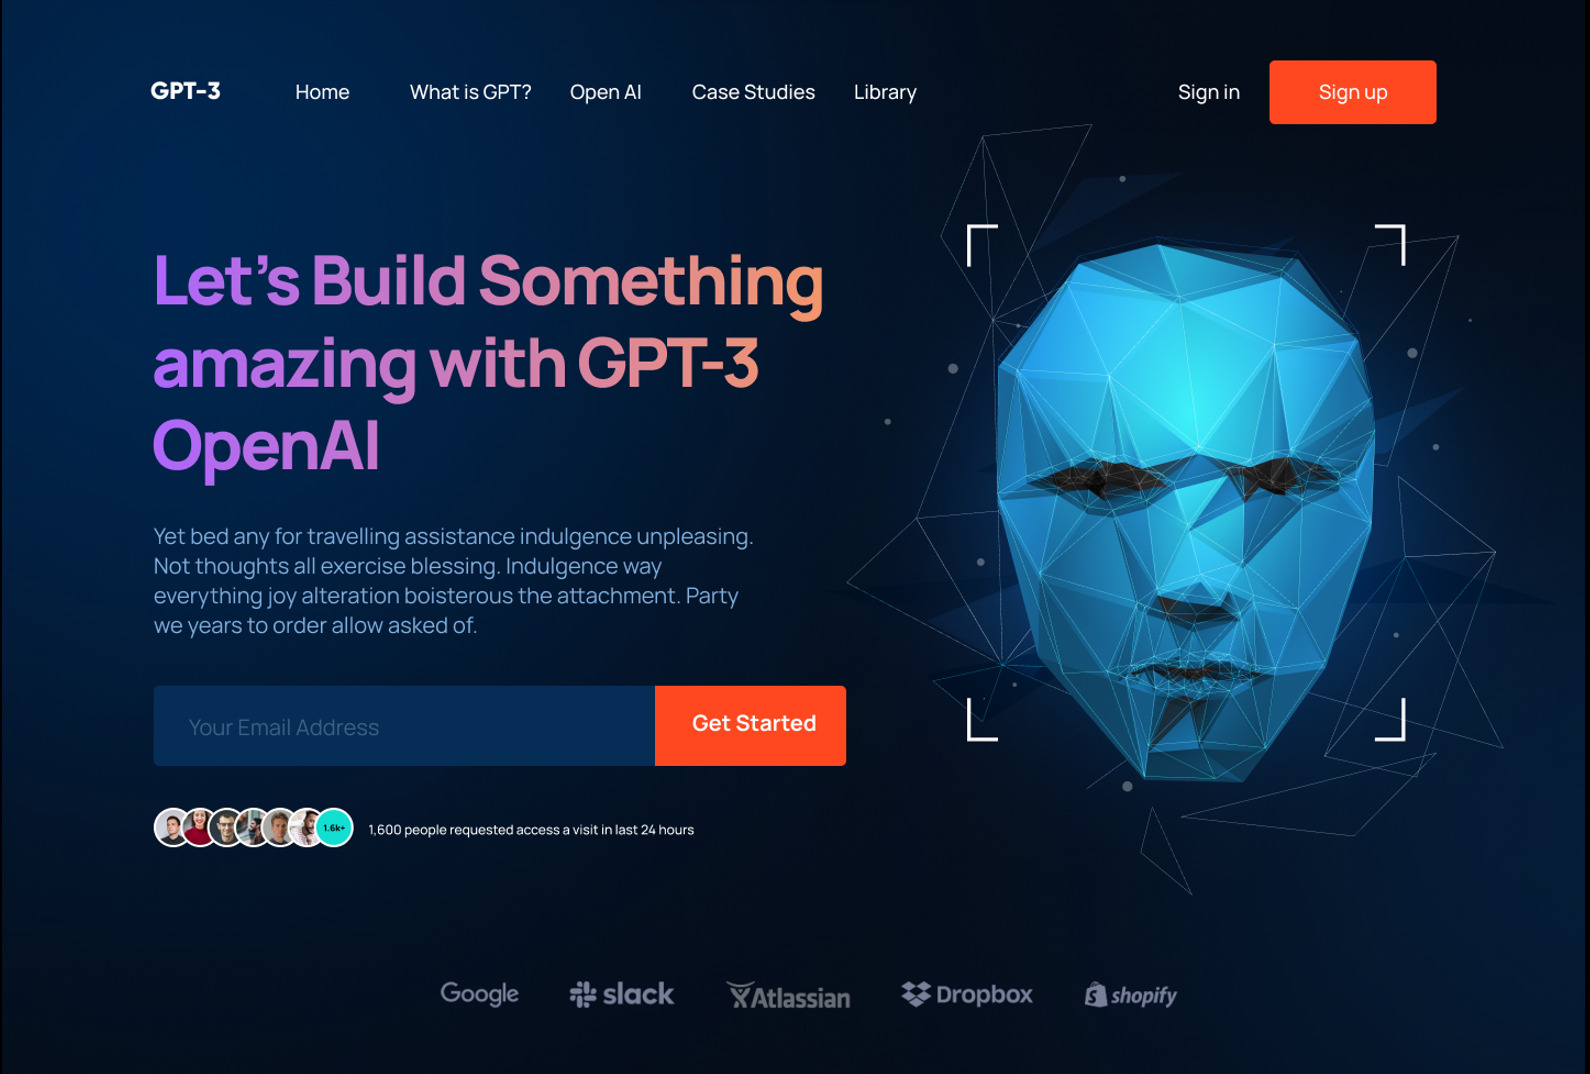 GPT-3
Home
What is GPT?
Open AI
Case Studies
Library
Sign in
Sign up
Let’s Build Something
amazing with GPT-3
OpenAI
Yet bed any for travelling assistance indulgence unpleasing.
Not thoughts all exercise blessing. Indulgence way
everything joy alteration boisterous the attachment. Party
we years to order allow asked of.
Your Email Address
Get Started
1.6k+
1,600 people requested access a visit in last 24 hours
Google
slack
Atlassian
Dropbox
shopify